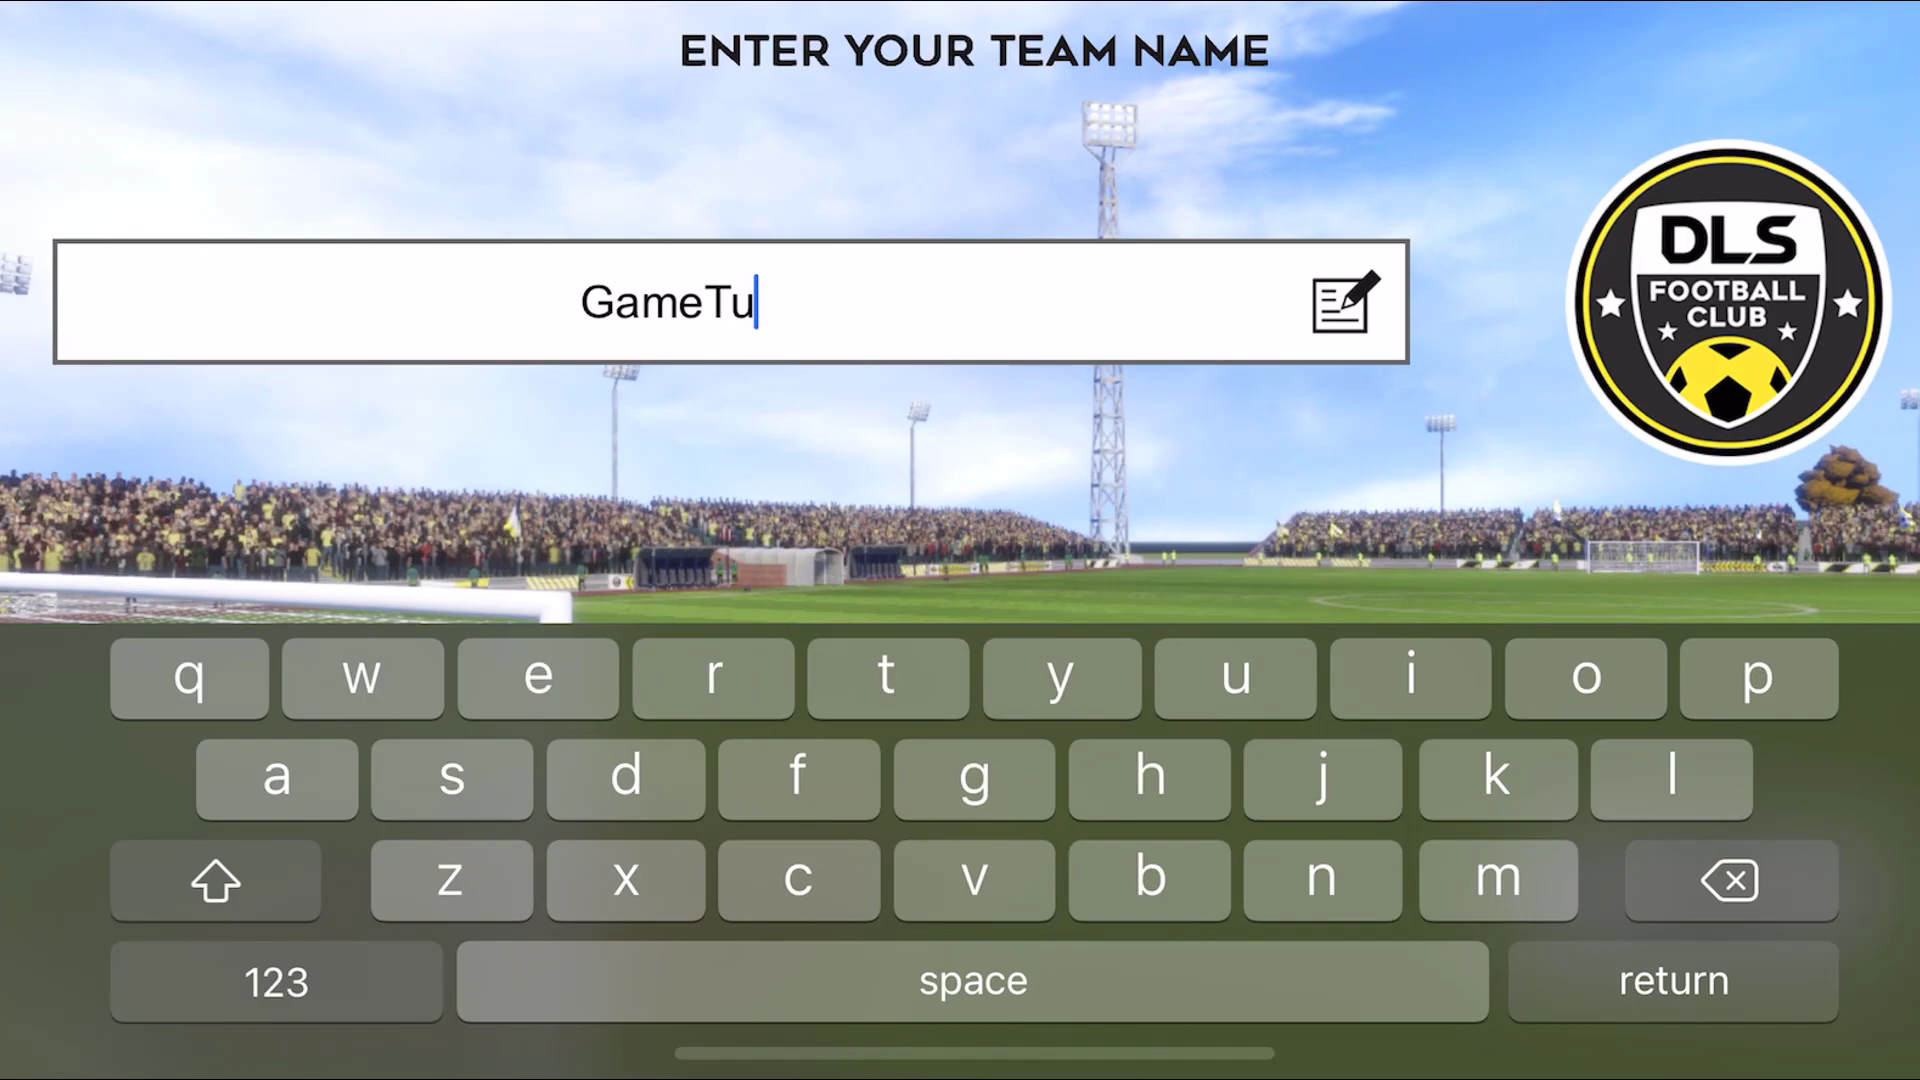 ENTER YOUR TEAM NAME
GameTu
DLS
FOOTBALL
CLUB
q w e r t y u i o p
a s d f g h j k l
z x c v b n m
123 space return